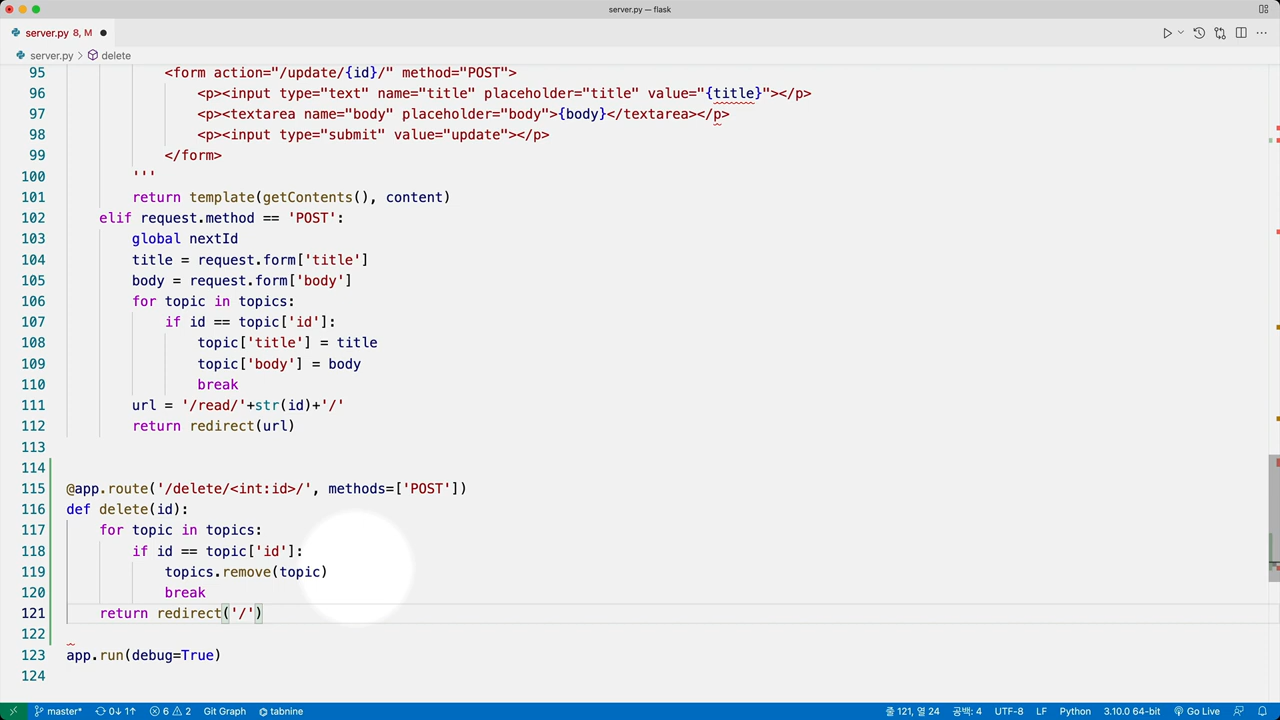 server.py — flask
server.py 8, M
server.py > delete
95 <form action="/update/{id}/" method="POST">
96 <p><input type="text" name="title" placeholder="title" value="{title}"></p>
97 <p><textarea name="body" placeholder="body">{body}</textarea></p>
98 <p><input type="submit" value="update"></p>
99 </form>
100 '''
101 return template(getContents(), content)
102 elif request.method == 'POST':
103 global nextId
104 title = request.form['title']
105 body = request.form['body']
106 for topic in topics:
107 if id == topic['id']:
108 topic['title'] = title
109 topic['body'] = body
110 break
111 url = '/read/'+str(id)+'/'
112 return redirect(url)
113
114
115 @app.route('/delete/<int:id>/', methods=['POST'])
116 def delete(id):
117 for topic in topics:
118 if id == topic['id']:
119 topics.remove(topic)
120 break
121 return redirect('/')
122
123 app.run(debug=True)
124
master* 0↓ 1↑ 6 2 Git Graph tabnine 줄 121, 열 24 공백: 4 UTF-8 LF Python 3.10.0 64-bit Go Live